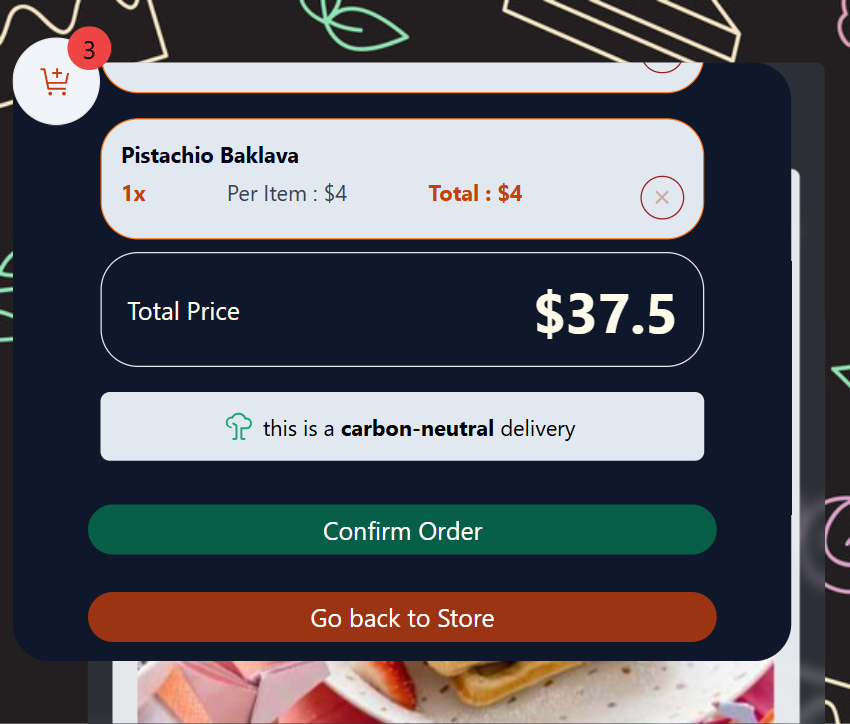 3
Pistachio Baklava
1x Per Item : $4 Total : $4
Total Price $37.5
this is a carbon-neutral delivery
Confirm Order
Go back to Store